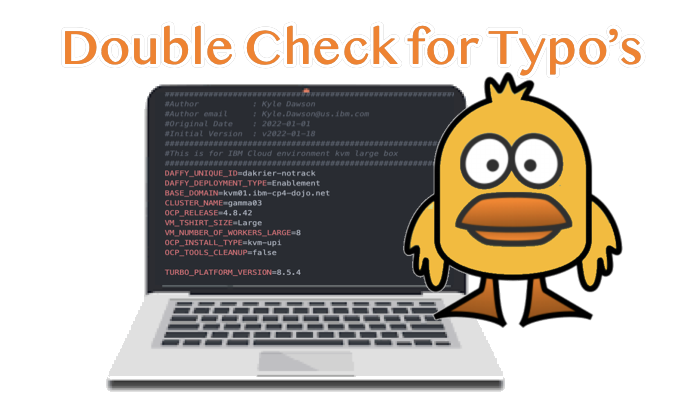 Double Check for Typo's
################################################################
#Author : Kyle Dawson
#Author email : Kyle.Dawson@us.ibm.com
#Original Date : 2022-01-01
#Initial Version : v2022-01-18
################################################################
#This is for IBM Cloud environment kvm large box
################################################################
DAFFY_UNIQUE_ID=dakrier-notrack
DAFFY_DEPLOYMENT_TYPE=Enablement
BASE_DOMAIN=kvm01.ibm-cp4-dojo.net
CLUSTER_NAME=gamma03
OCP_RELEASE=4.8.42
VM_TSHIRT_SIZE=Large
VM_NUMBER_OF_WORKERS_LARGE=8
OCP_INSTALL_TYPE=kvm-upi
OCP_TOOLS_CLEANUP=false
TURBO_PLATFORM_VERSION=8.5.4